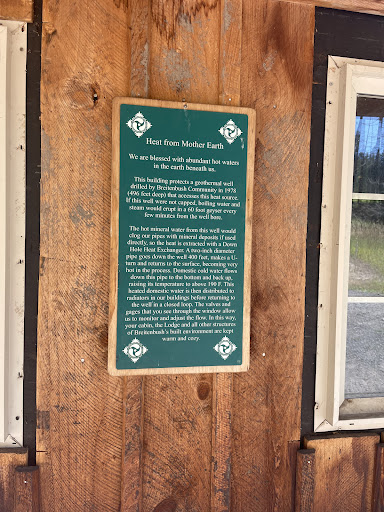 Heat from Mother Earth
We are blessed with abundant hot waters
in the earth beneath us.
This building protects a geothermal well
drilled by Breitenbush Community in 1978
(496 feet deep) that accesses this heat source.
If this well were not capped, boiling water and
steam would erupt in a 60 foot geyser every
few minutes from the well bore.
The hot mineral water from this well would
clog our pipes with mineral deposits if used
directly, so the heat is extracted with a Down
Hole Heat Exchanger. A two-inch diameter
pipe goes down the well 400 feet, makes a U-
turn and returns to the surface, becoming very
hot in the process. Domestic cold water flows
down this pipe to the bottom and back up,
raising its temperature to above 190 F. This
heated domestic water is then distributed to
radiators in our buildings before returning to
the well in a closed loop. The valves and
gages that you see through the window allow
us to monitor and adjust the flow. In this way,
your cabin, the Lodge and all other structures
of Breitenbush's built environment are kept
warm and cozy.